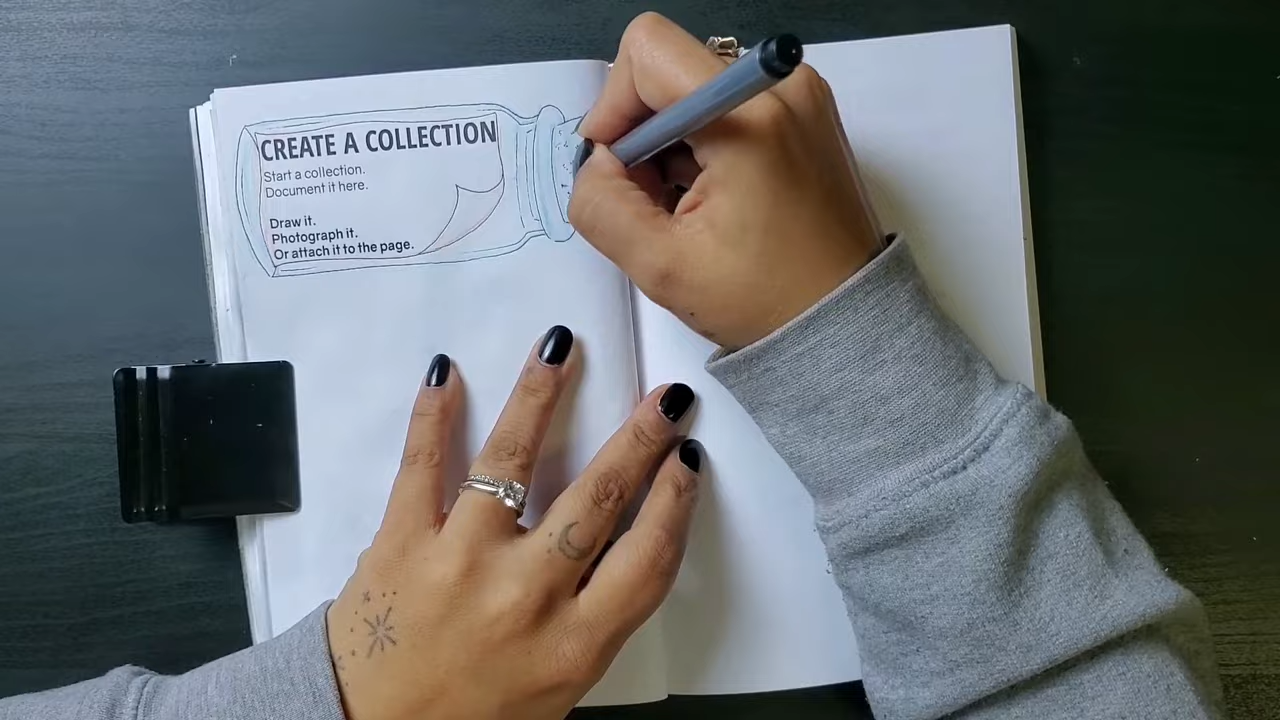 CREATE A COLLECTION
Start a collection.
Document it here.
Draw it.
Photograph it.
Or attach it to the page.